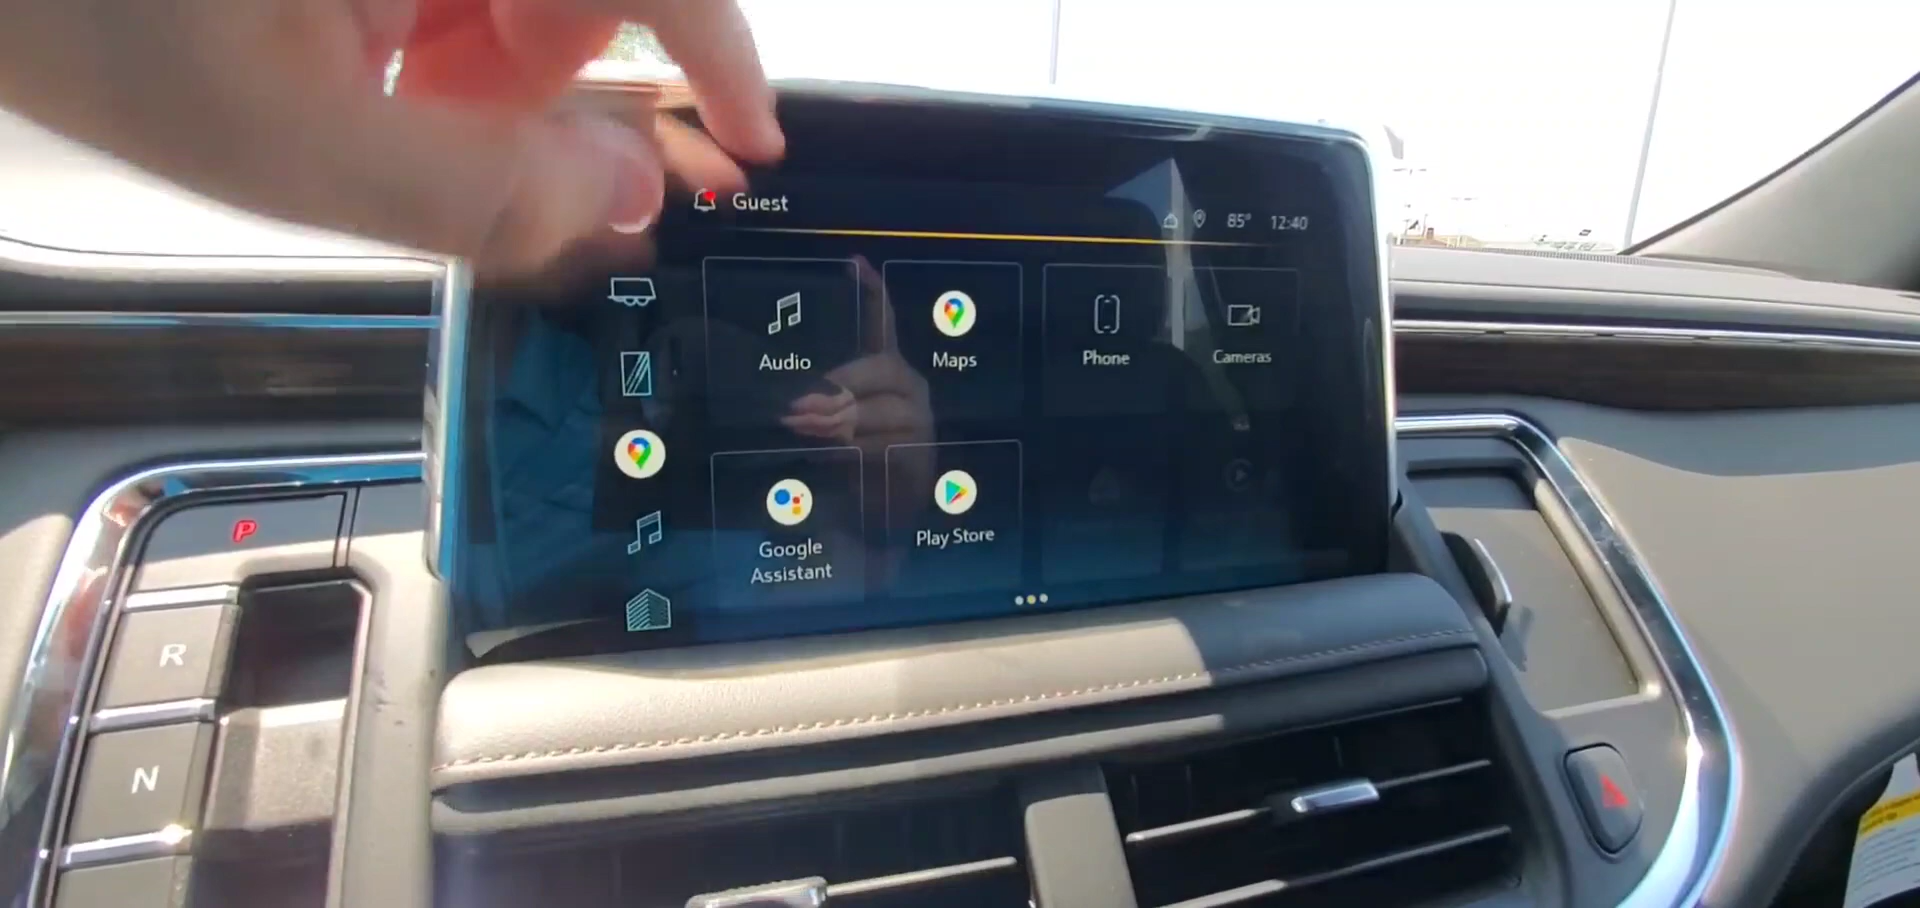 Guest
85° 12:40
Audio
Maps
Phone
Cameras
Google
Assistant
Play Store
P
R
N